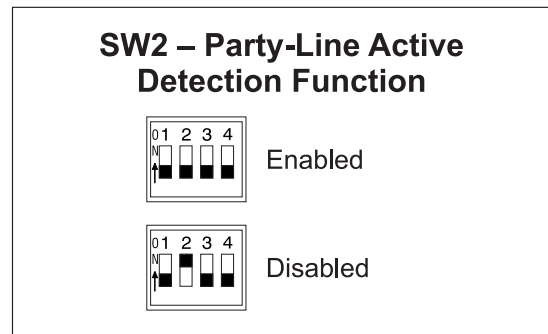 SW2 – Party-Line Active
Detection Function
O 1 2 3 4
N
Enabled
O 1 2 3 4
N
Disabled